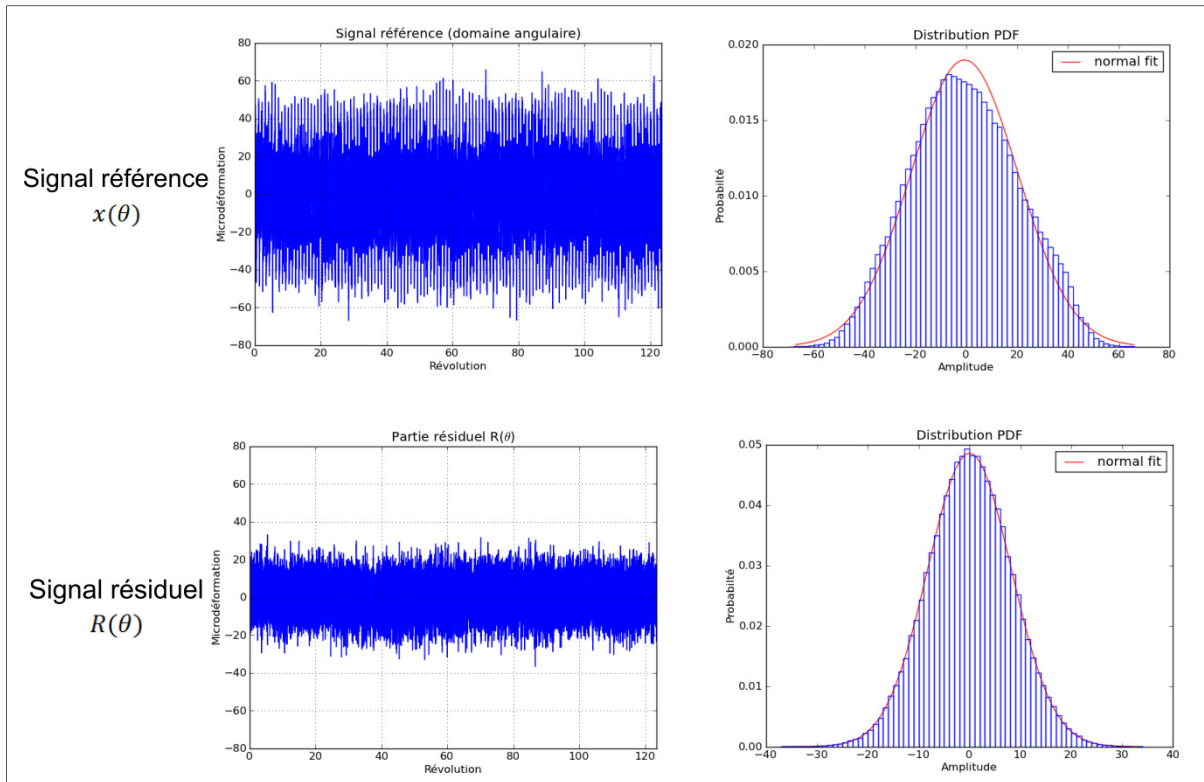 Signal référence (domaine angulaire)
80
60
40
20
0
−20
−40
−60
−80
Microdéformation
0 20 40 60 80 100 120
Révolution
Distribution PDF
normal fit
0.020
0.015
0.010
0.005
0.000
Probabilté
−80 −60 −40 −20 0 20 40 60 80
Amplitude
Signal référence
x(θ)
Partie résiduel R(θ)
80
60
40
20
0
−20
−40
−60
−80
Microdéformation
0 20 40 60 80 100 120
Révolution
Distribution PDF
normal fit
0.05
0.04
0.03
0.02
0.01
0.00
Probabilté
−40 −30 −20 −10 0 10 20 30 40
Amplitude
Signal résiduel
R(θ)